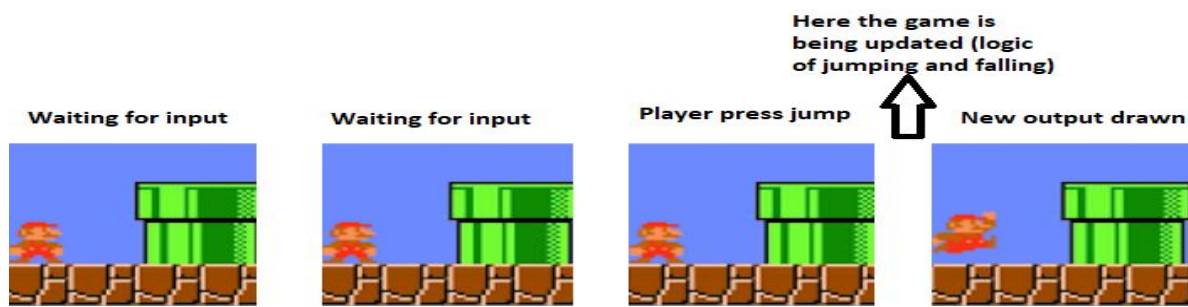 Here the game is
being updated (logic
of jumping and falling)
Waiting for input
Waiting for input
Player press jump
New output drawn